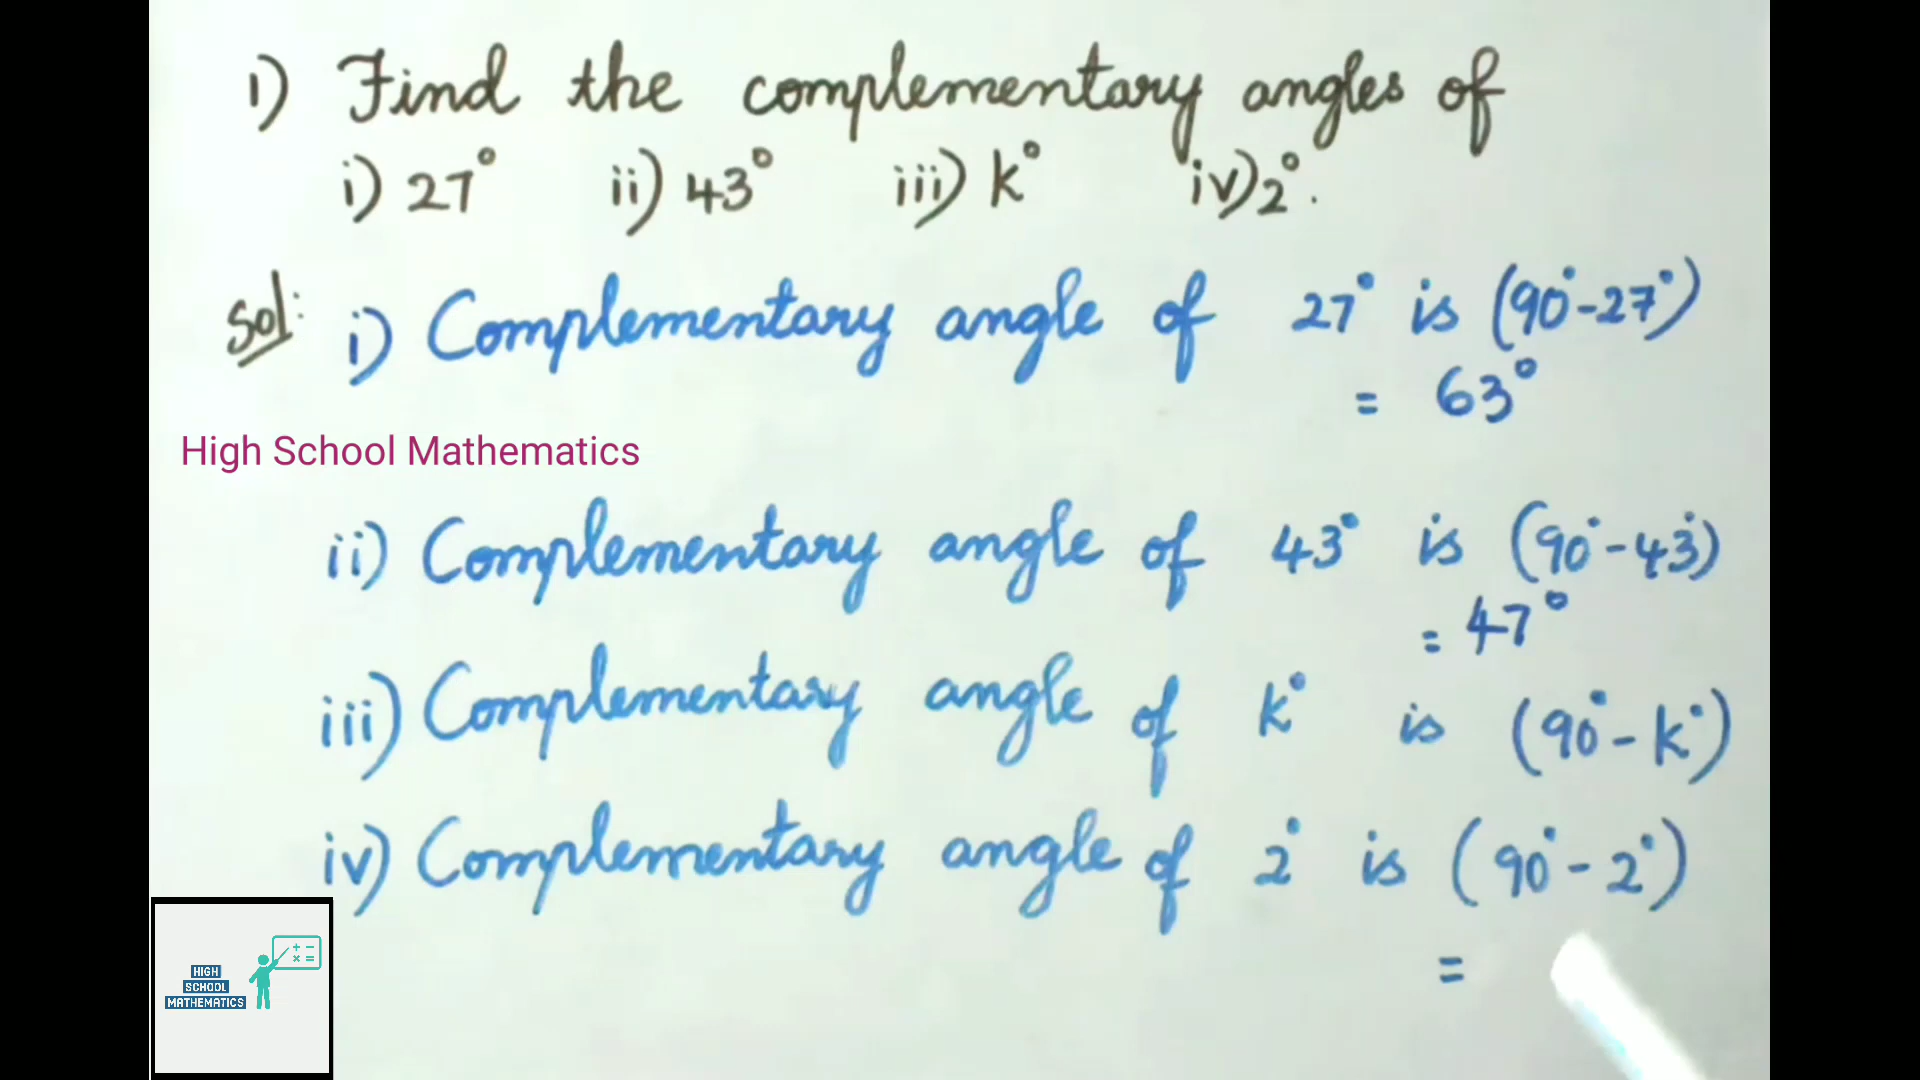 1) Find the complementary angles of
i) 27° ii) 43° iii) k° iv) 2°.
Sol: i) Complementary angle of 27° is (90°-27°)
= 63°
High School Mathematics
ii) Complementary angle of 43° is (90°-43°)
= 47°
iii) Complementary angle of k° is (90°-k°)
iv) Complementary angle of 2° is (90°-2°)
=
HIGH
SCHOOL
MATHEMATICS
+ -
× =